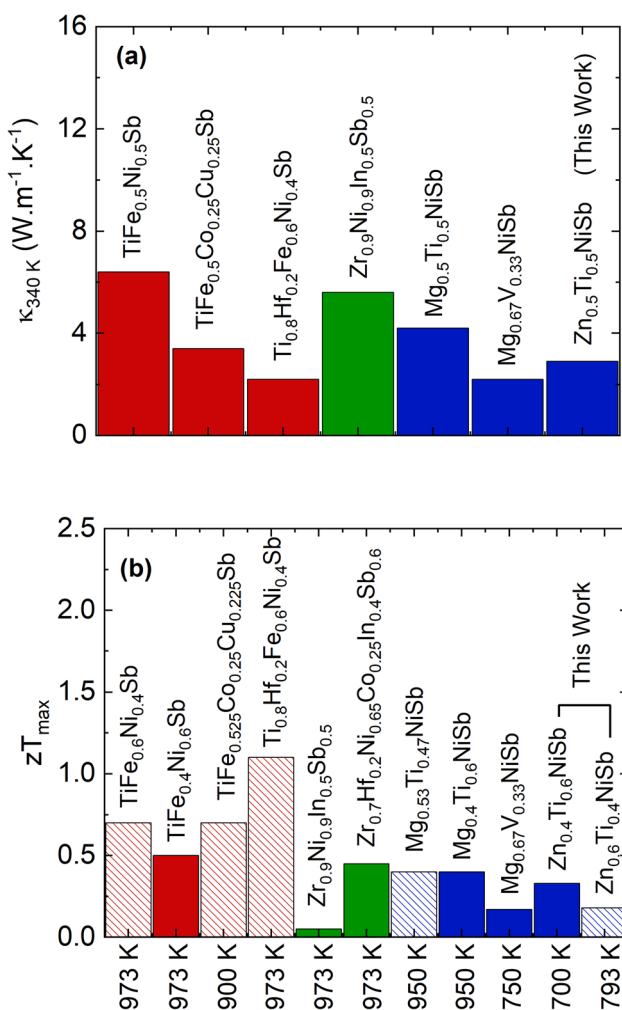 (a)
16
12
8
4
0
κ₃₄₀ K (W.m⁻¹.K⁻¹)
TiFe₀.₅Ni₀.₅Sb
TiFe₀.₅Co₀.₂₅Cu₀.₂₅Sb
Ti₀.₈Hf₀.₂Fe₀.₆Ni₀.₄Sb
Zr₀.₉Ni₀.₉In₀.₅Sb₀.₅
Mg₀.₅Ti₀.₅NiSb
Mg₀.₆₇V₀.₃₃NiSb
Zn₀.₅Ti₀.₅NiSb (This Work)
(b)
2.5
2.0
1.5
1.0
0.5
0.0
zTmax
TiFe₀.₆Ni₀.₄Sb
TiFe₀.₄Ni₀.₆Sb
TiFe₀.₅₂₅Co₀.₂₅Cu₀.₂₂₅Sb
Ti₀.₈Hf₀.₂Fe₀.₆Ni₀.₄Sb
Zr₀.₉Ni₀.₉In₀.₅Sb₀.₅
Zr₀.₇Hf₀.₂Ni₀.₆₅Co₀.₂₅In₀.₄Sb₀.₆
Mg₀.₅₃Ti₀.₄₇NiSb
Mg₀.₄Ti₀.₆NiSb
Mg₀.₆₇V₀.₃₃NiSb
Zn₀.₄Ti₀.₆NiSb
Zn₀.₆Ti₀.₄NiSb
This Work
973 K
973 K
900 K
973 K
973 K
973 K
950 K
950 K
750 K
700 K
793 K